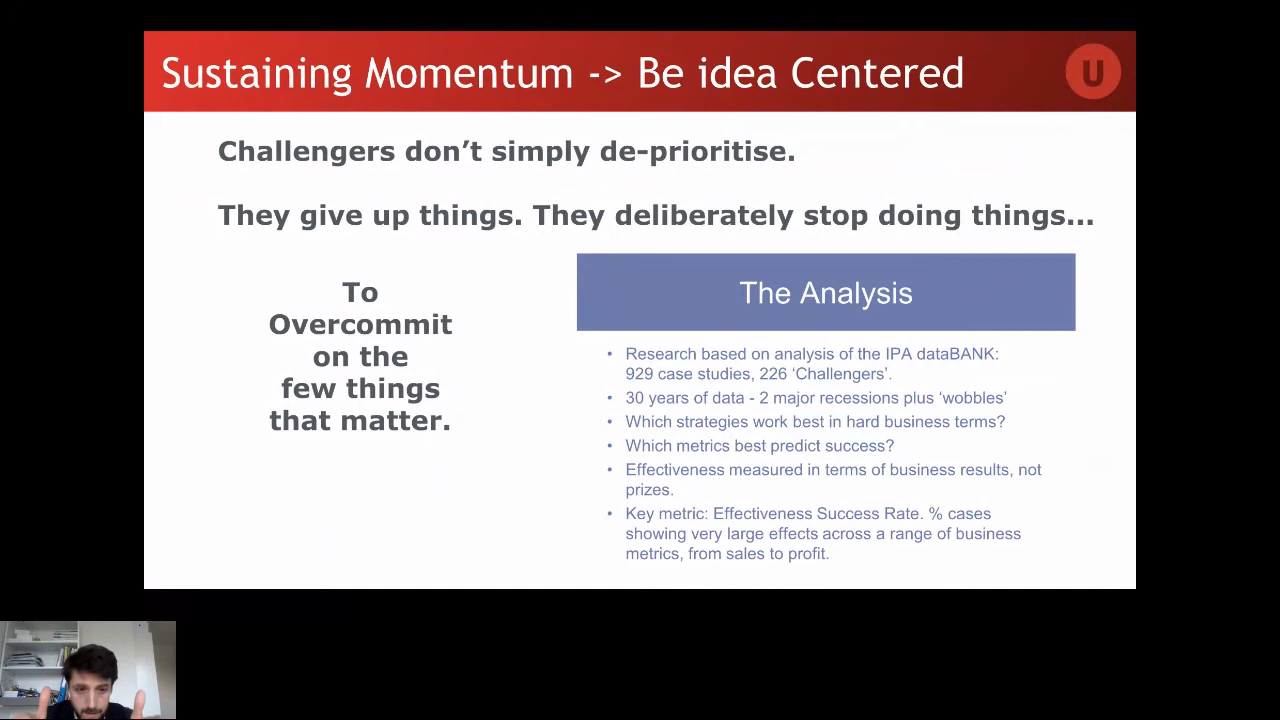 Sustaining Momentum -> Be idea Centered
U
Challengers don’t simply de-prioritise.
They give up things. They deliberately stop doing things...
To
Overcommit
on the
few things
that matter.
The Analysis
• Research based on analysis of the IPA dataBANK:
929 case studies, 226 ‘Challengers’.
• 30 years of data - 2 major recessions plus ‘wobbles’
• Which strategies work best in hard business terms?
• Which metrics best predict success?
• Effectiveness measured in terms of business results, not
prizes.
• Key metric: Effectiveness Success Rate. % cases
showing very large effects across a range of business
metrics, from sales to profit.